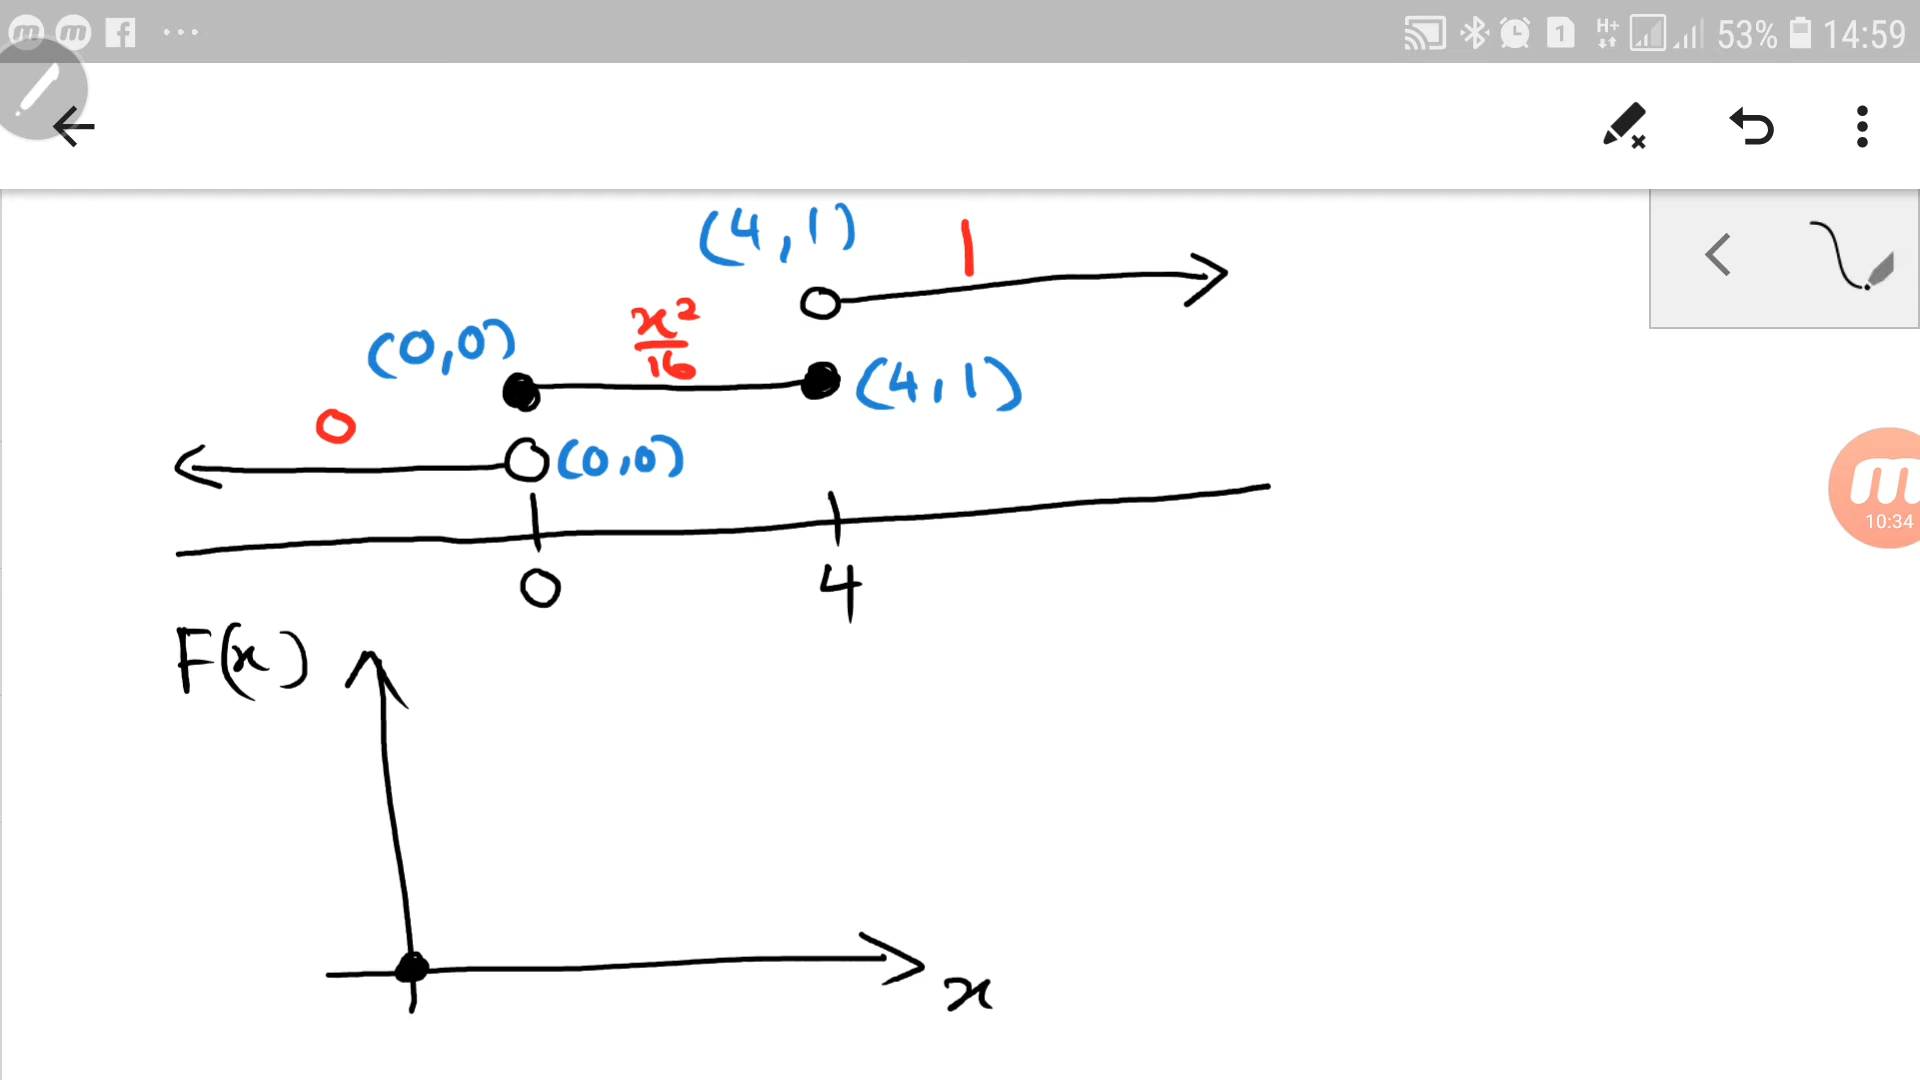 53% 14:59
(4,1) 1
x²/16
(0,0)
(4,1)
0
(0,0)
0 4
10:34
F(x)
x